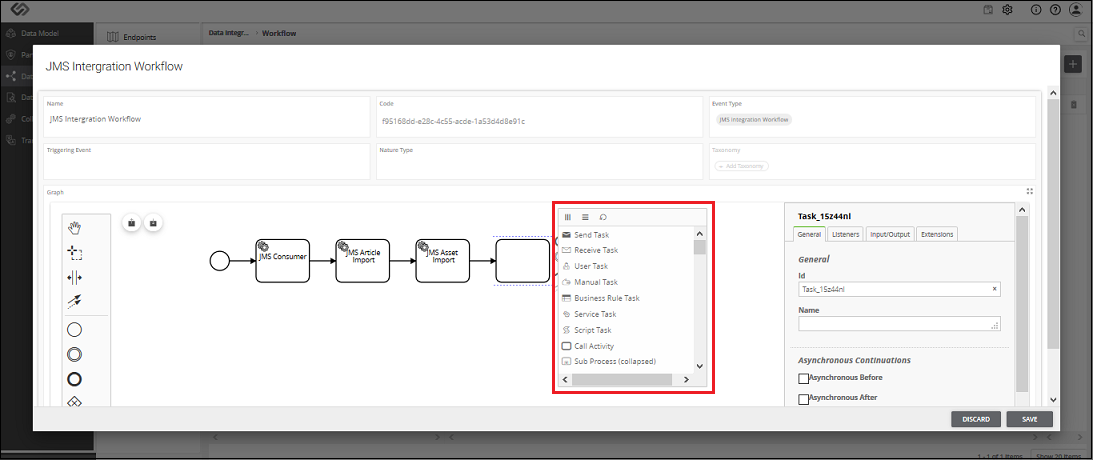 Data Model
Endpoints
Data Integr... > Workflow
JMS Intergration Workflow
Name
JMS Intergration Workflow
Code
f95168dd-e28c-4c55-acde-1a53d4d8e91c
Event Type
JMS Integration Workflow
Triggering Event
Nature Type
Taxonomy
Add Taxonomy
Graph
JMS Consumer
JMS Article
Import
JMS Asset
Import
Send Task
Receive Task
User Task
Manual Task
Business Rule Task
Service Task
Script Task
Call Activity
Sub Process (collapsed)
Task_15z44nl
General
Listeners
Input/Output
Extensions
General
Id
Task_15z44nl
Name
Asynchronous Continuations
Asynchronous Before
Asynchronous After
DISCARD
SAVE
1 - 1 of 1 Items
Show 20 Items